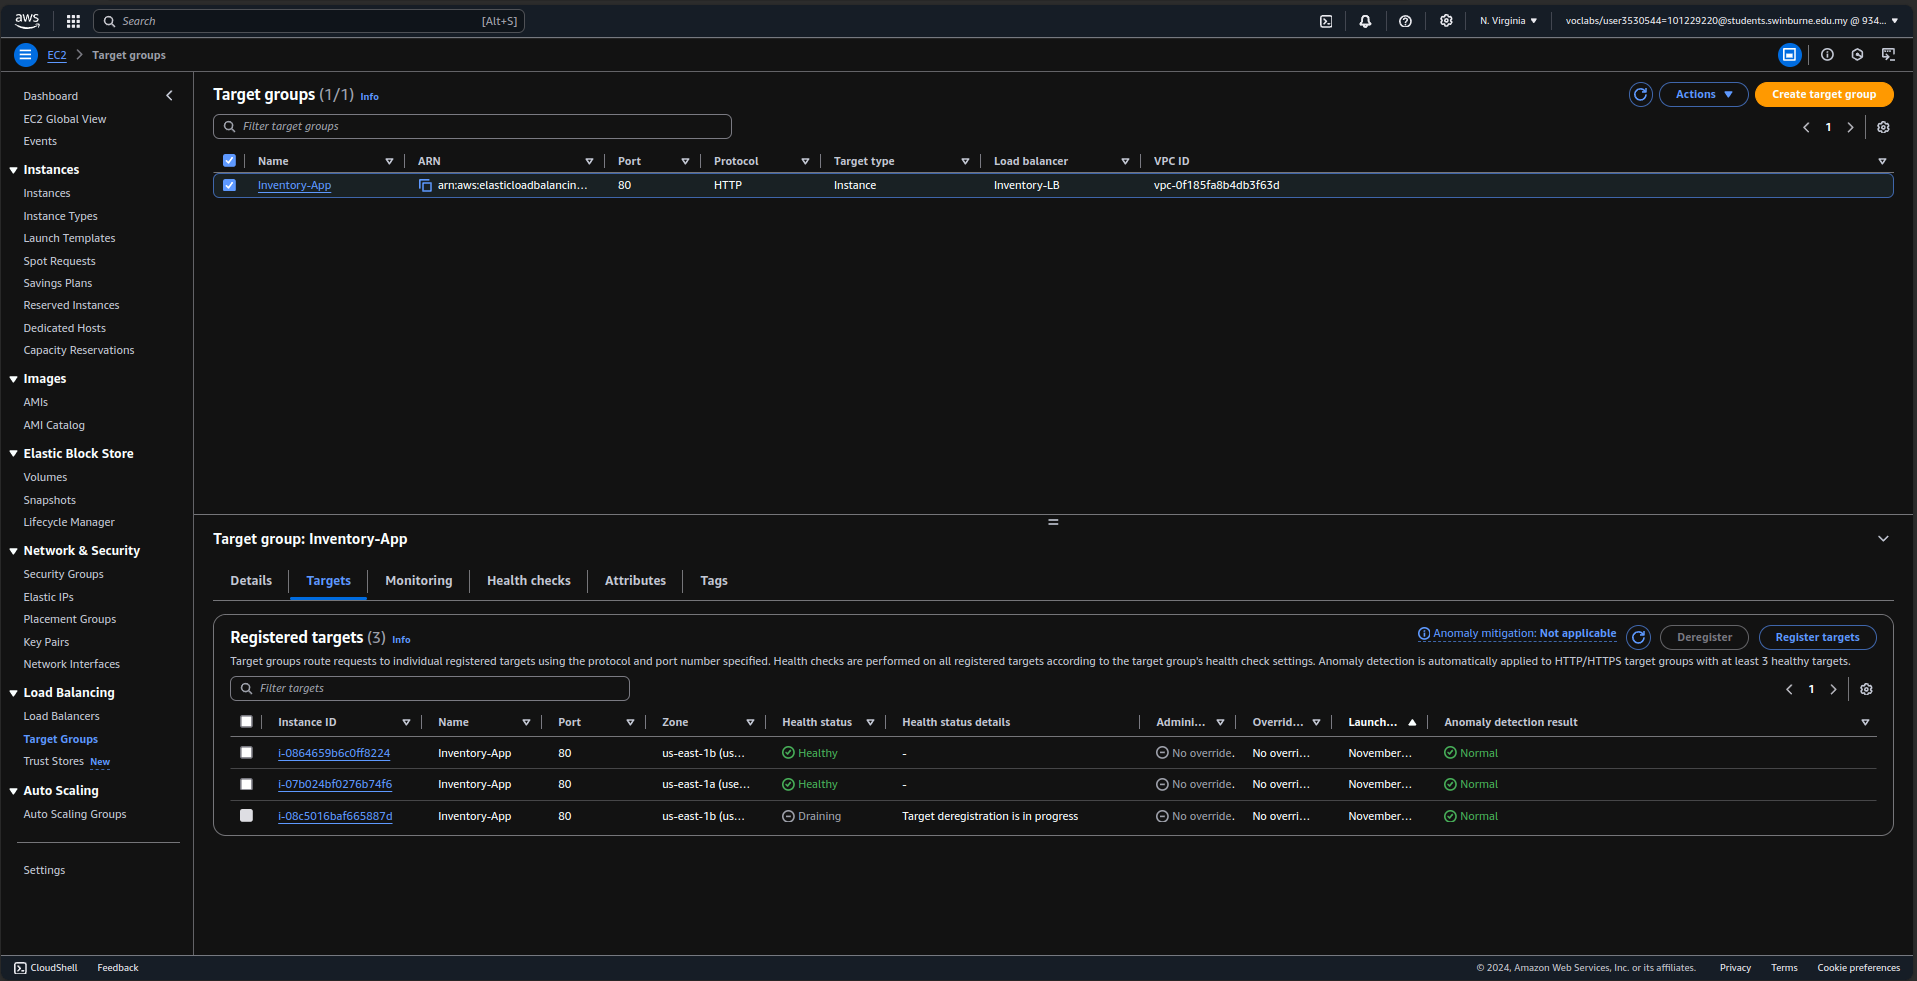 aws
Search [Alt+S]
N. Virginia
voclabs/user3530544=101229220@students.swinburne.edu.my @ 934...
EC2 Target groups
Dashboard
EC2 Global View
Events
Instances
Instances
Instance Types
Launch Templates
Spot Requests
Savings Plans
Reserved Instances
Dedicated Hosts
Capacity Reservations
Images
AMIs
AMI Catalog
Elastic Block Store
Volumes
Snapshots
Lifecycle Manager
Network & Security
Security Groups
Elastic IPs
Placement Groups
Key Pairs
Network Interfaces
Load Balancing
Load Balancers
Target Groups
Trust Stores New
Auto Scaling
Auto Scaling Groups
Settings
Target groups (1/1) Info
Actions
Create target group
Filter target groups
1
Name ARN Port Protocol Target type Load balancer VPC ID
Inventory-App arn:aws:elasticloadbalancin... 80 HTTP Instance Inventory-LB vpc-0f185fa8b4db3f63d
Target group: Inventory-App
Details Targets Monitoring Health checks Attributes Tags
Registered targets (3) Info
Anomaly mitigation: Not applicable
Deregister
Register targets
Target groups route requests to individual registered targets using the protocol and port number specified. Health checks are performed on all registered targets according to the target group's health check settings. Anomaly detection is automatically applied to HTTP/HTTPS target groups with at least 3 healthy targets.
Filter targets
1
Instance ID Name Port Zone Health status Health status details Admini... Overrid... Launch... Anomaly detection result
i-0864659b6c0ff8224 Inventory-App 80 us-east-1b (us... Healthy - No override. No overri... November... Normal
i-07b024bf0276b74f6 Inventory-App 80 us-east-1a (use... Healthy - No override. No overri... November... Normal
i-08c5016baf665887d Inventory-App 80 us-east-1b (us... Draining Target deregistration is in progress No override. No overri... November... Normal
CloudShell Feedback
© 2024, Amazon Web Services, Inc. or its affiliates. Privacy Terms Cookie preferences